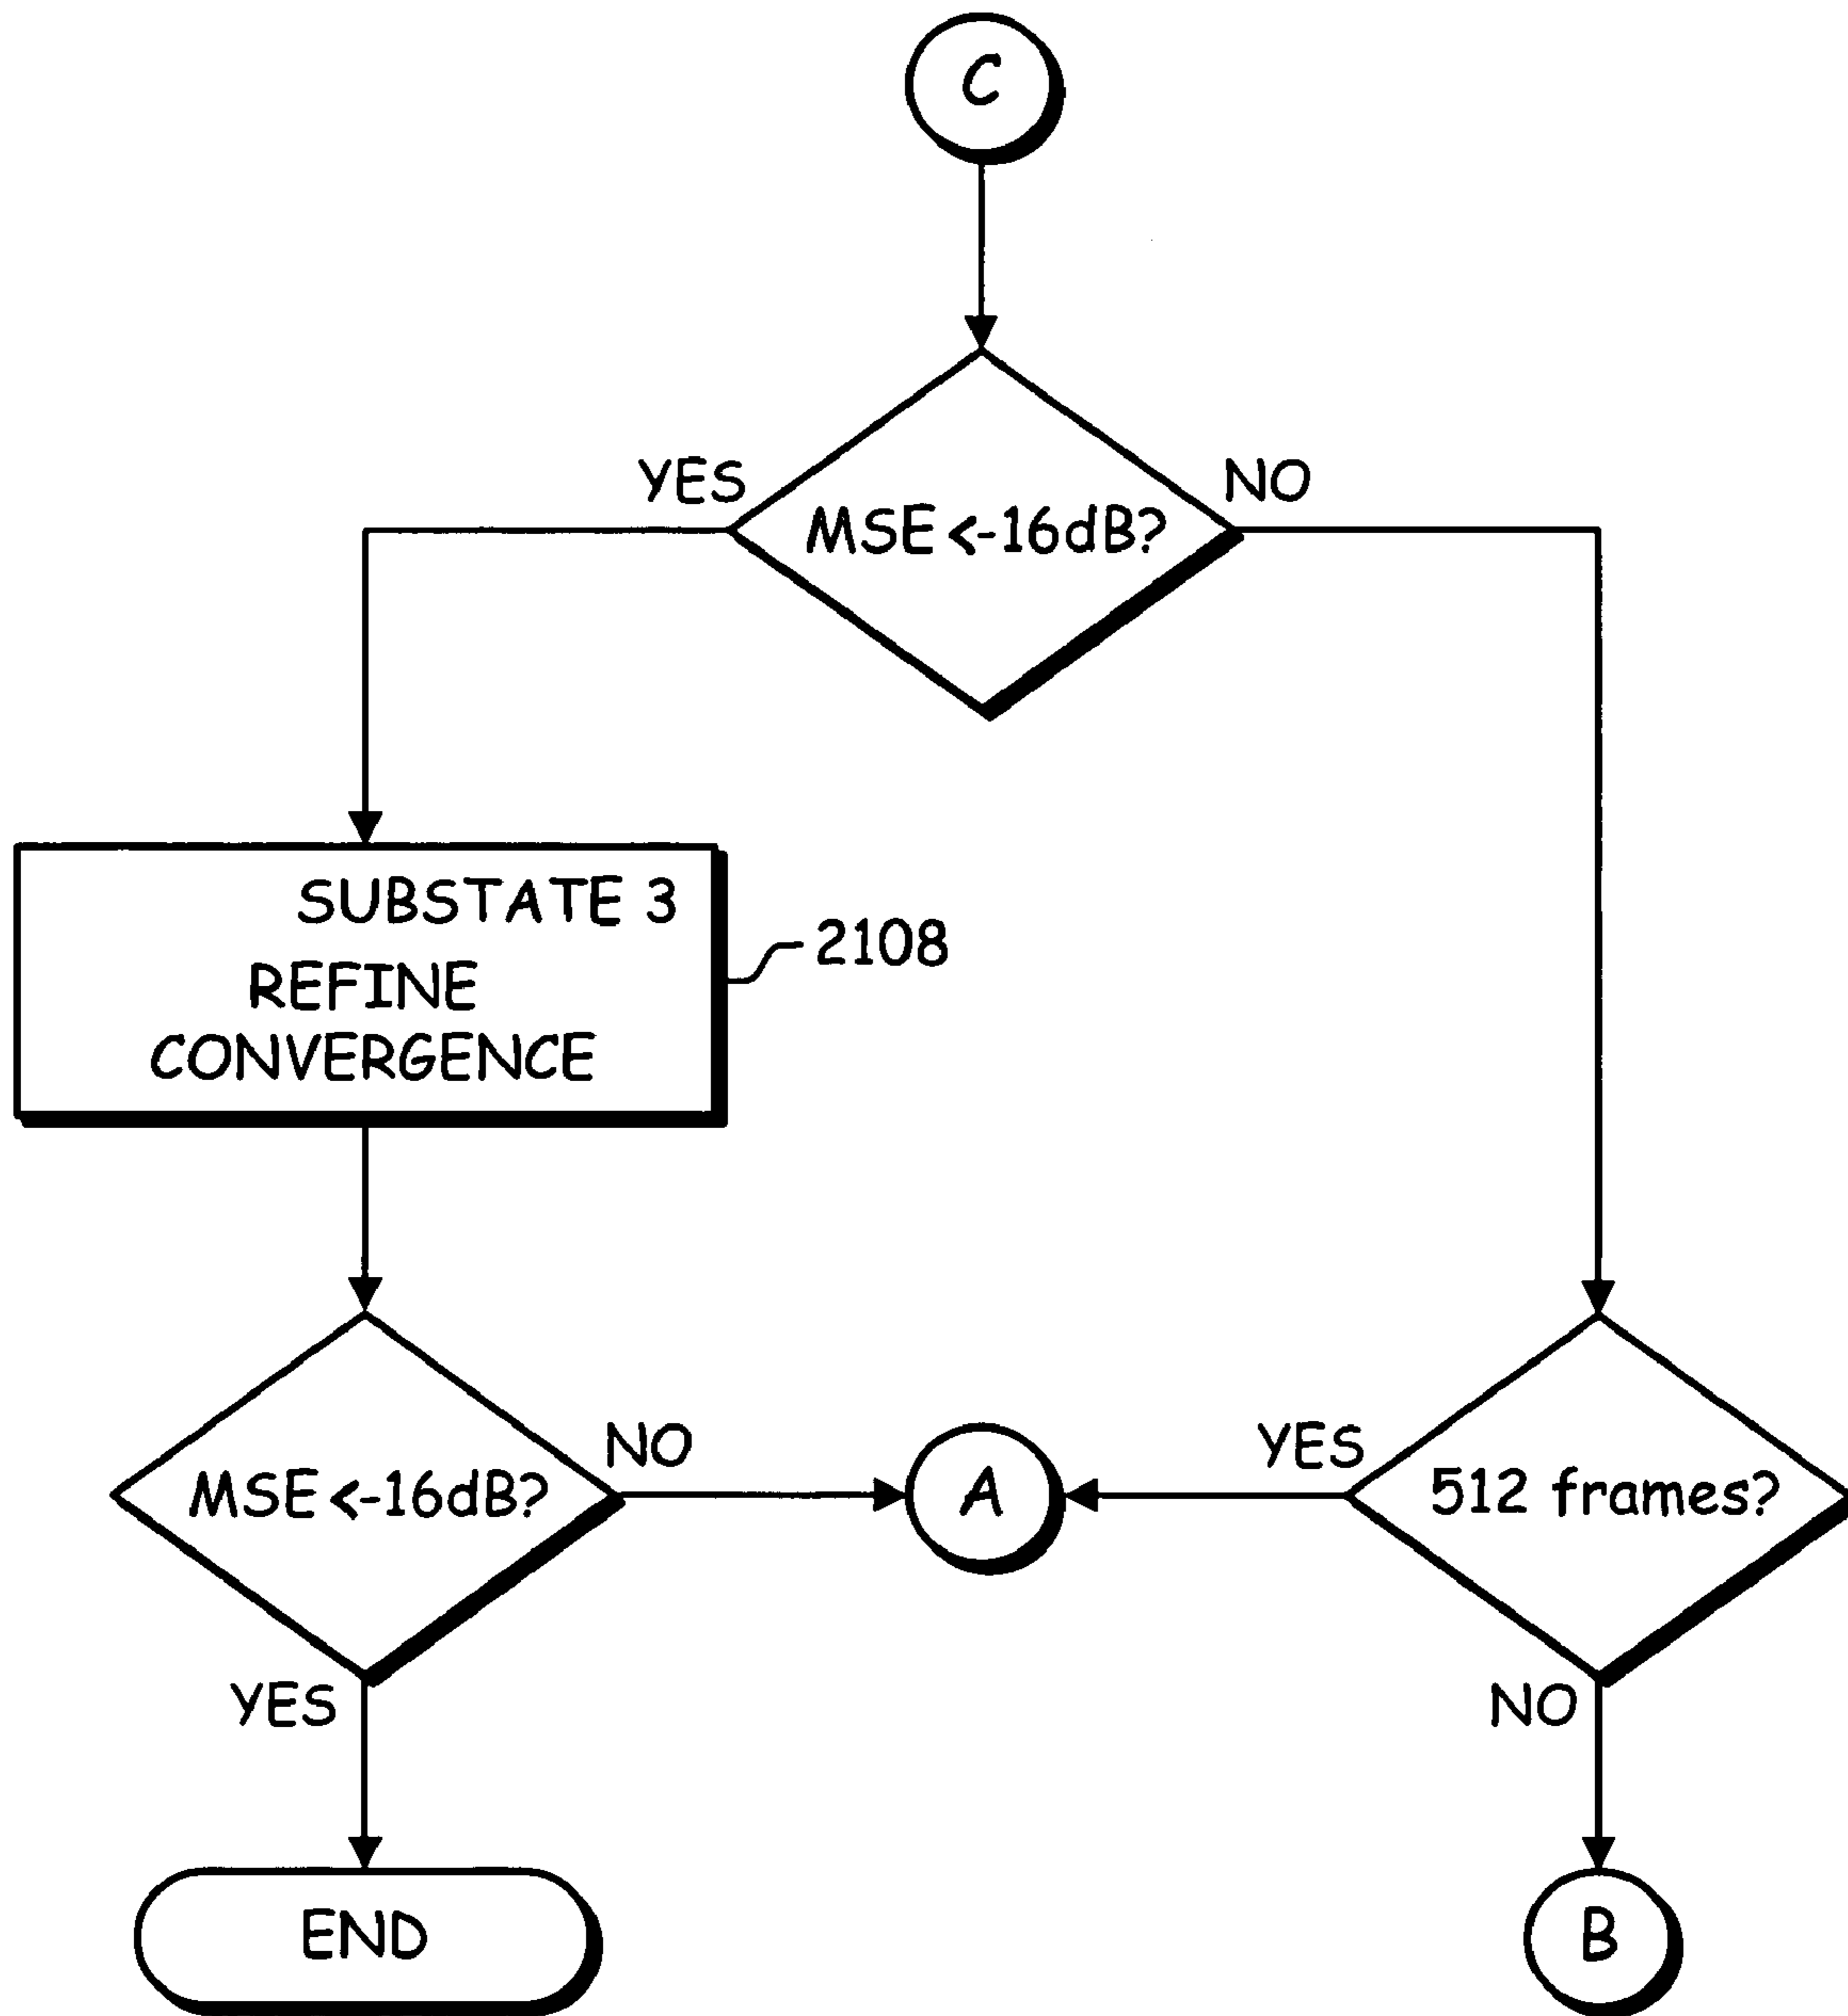 C
YES
NO
MSE<-16dB?
SUBSTATE 3
REFINE
CONVERGENCE
2108
NO
YES
MSE<-16dB?
A
512 frames?
YES
NO
END
B